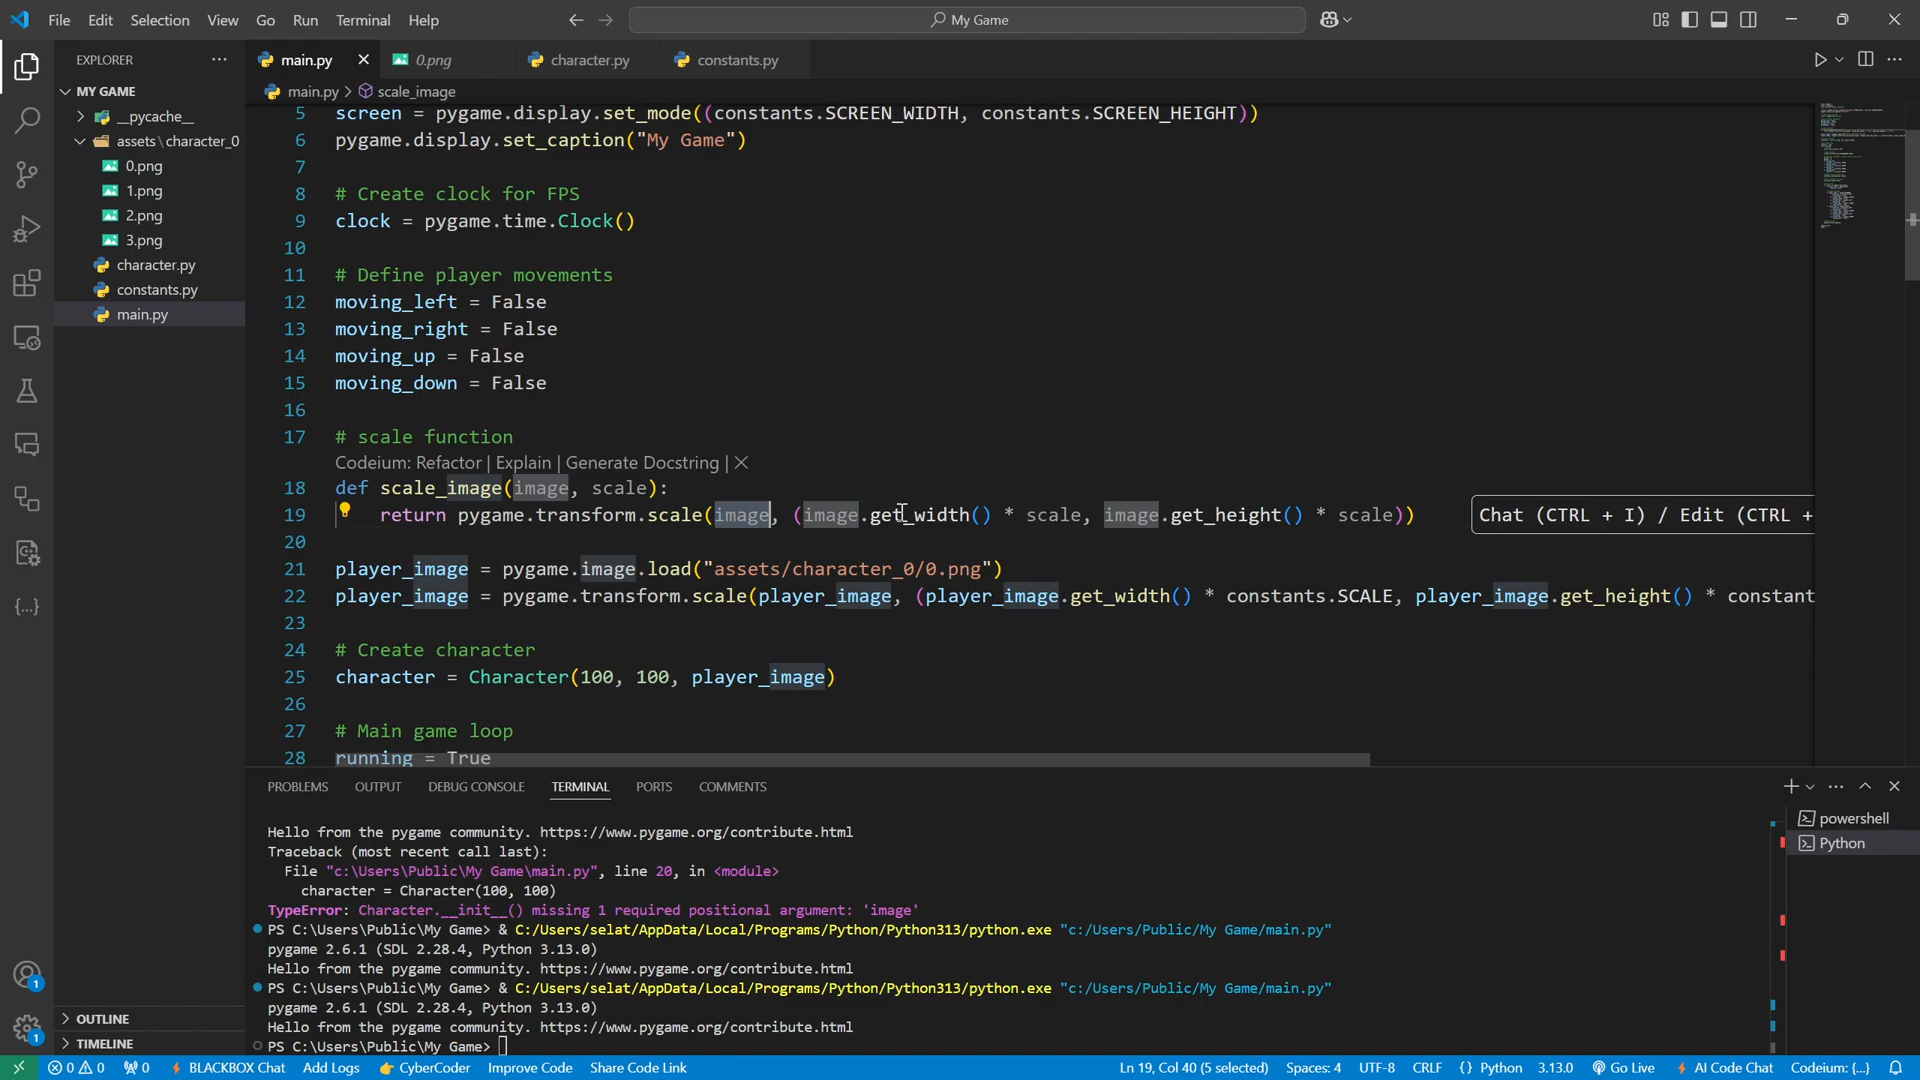 File Edit Selection View Go Run Terminal Help
My Game
EXPLORER
MY GAME
__pycache__
assets\character_0
0.png
1.png
2.png
3.png
character.py
constants.py
main.py
OUTLINE
TIMELINE
main.py 0.png character.py constants.py
main.py > scale_image
5 screen = pygame.display.set_mode((constants.SCREEN_WIDTH, constants.SCREEN_HEIGHT))
6 pygame.display.set_caption("My Game")
7
8 # Create clock for FPS
9 clock = pygame.time.Clock()
10
11 # Define player movements
12 moving_left = False
13 moving_right = False
14 moving_up = False
15 moving_down = False
16
17 # scale function
Codeium: Refactor | Explain | Generate Docstring | ✕
18 def scale_image(image, scale):
19 return pygame.transform.scale(image, (image.get_width() * scale, image.get_height() * scale)) Chat (CTRL + I) / Edit (CTRL +
20
21 player_image = pygame.image.load("assets/character_0/0.png")
22 player_image = pygame.transform.scale(player_image, (player_image.get_width() * constants.SCALE, player_image.get_height() * constant
23
24 # Create character
25 character = Character(100, 100, player_image)
26
27 # Main game loop
28 running = True
PROBLEMS OUTPUT DEBUG CONSOLE TERMINAL PORTS COMMENTS
powershell
Python
Hello from the pygame community. https://www.pygame.org/contribute.html
Traceback (most recent call last):
File "c:\Users\Public\My Game\main.py", line 20, in <module>
character = Character(100, 100)
TypeError: Character.__init__() missing 1 required positional argument: 'image'
PS C:\Users\Public\My Game> & C:/Users/selat/AppData/Local/Programs/Python/Python313/python.exe "c:/Users/Public/My Game/main.py"
pygame 2.6.1 (SDL 2.28.4, Python 3.13.0)
Hello from the pygame community. https://www.pygame.org/contribute.html
PS C:\Users\Public\My Game> & C:/Users/selat/AppData/Local/Programs/Python/Python313/python.exe "c:/Users/Public/My Game/main.py"
pygame 2.6.1 (SDL 2.28.4, Python 3.13.0)
Hello from the pygame community. https://www.pygame.org/contribute.html
PS C:\Users\Public\My Game>
1
1
0 0 0 BLACKBOX Chat Add Logs CyberCoder Improve Code Share Code Link Ln 19, Col 40 (5 selected) Spaces: 4 UTF-8 CRLF {} Python 3.13.0 Go Live AI Code Chat Codeium: {...}